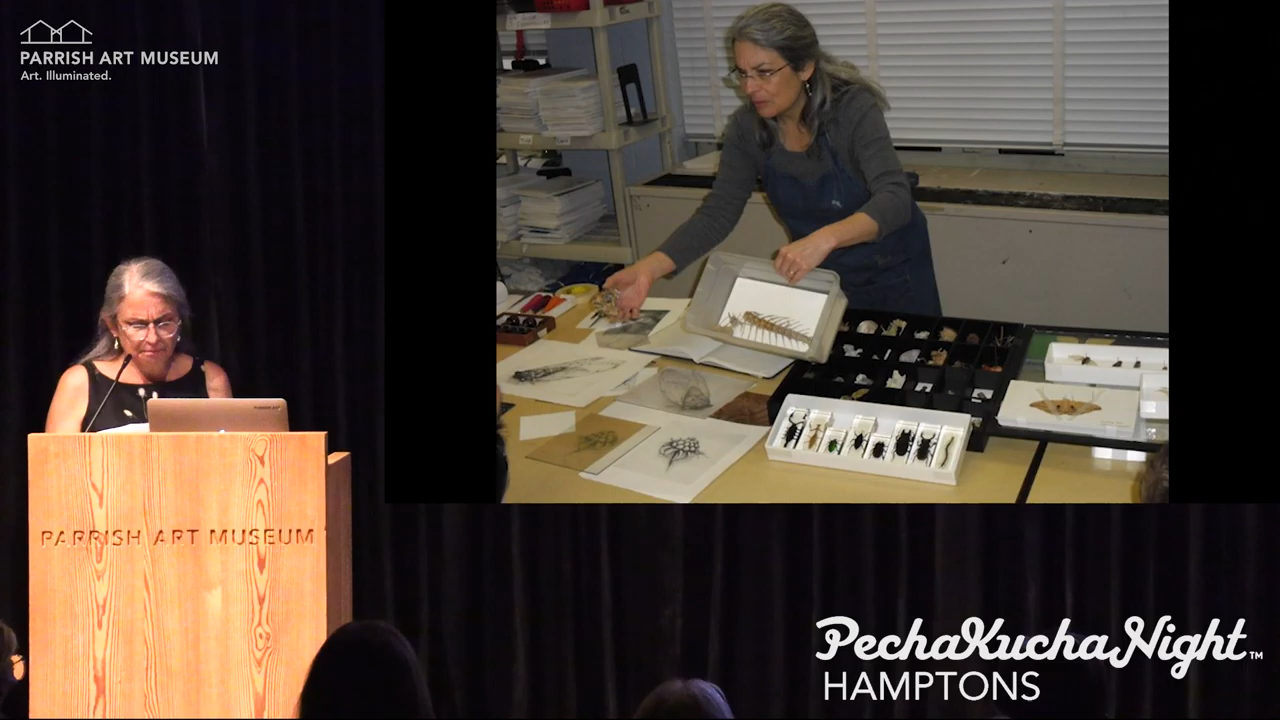 PARRISH ART MUSEUM
Art. Illuminated.
PARRISH ART MUSEUM
PechaKuchaNight™
HAMPTONS